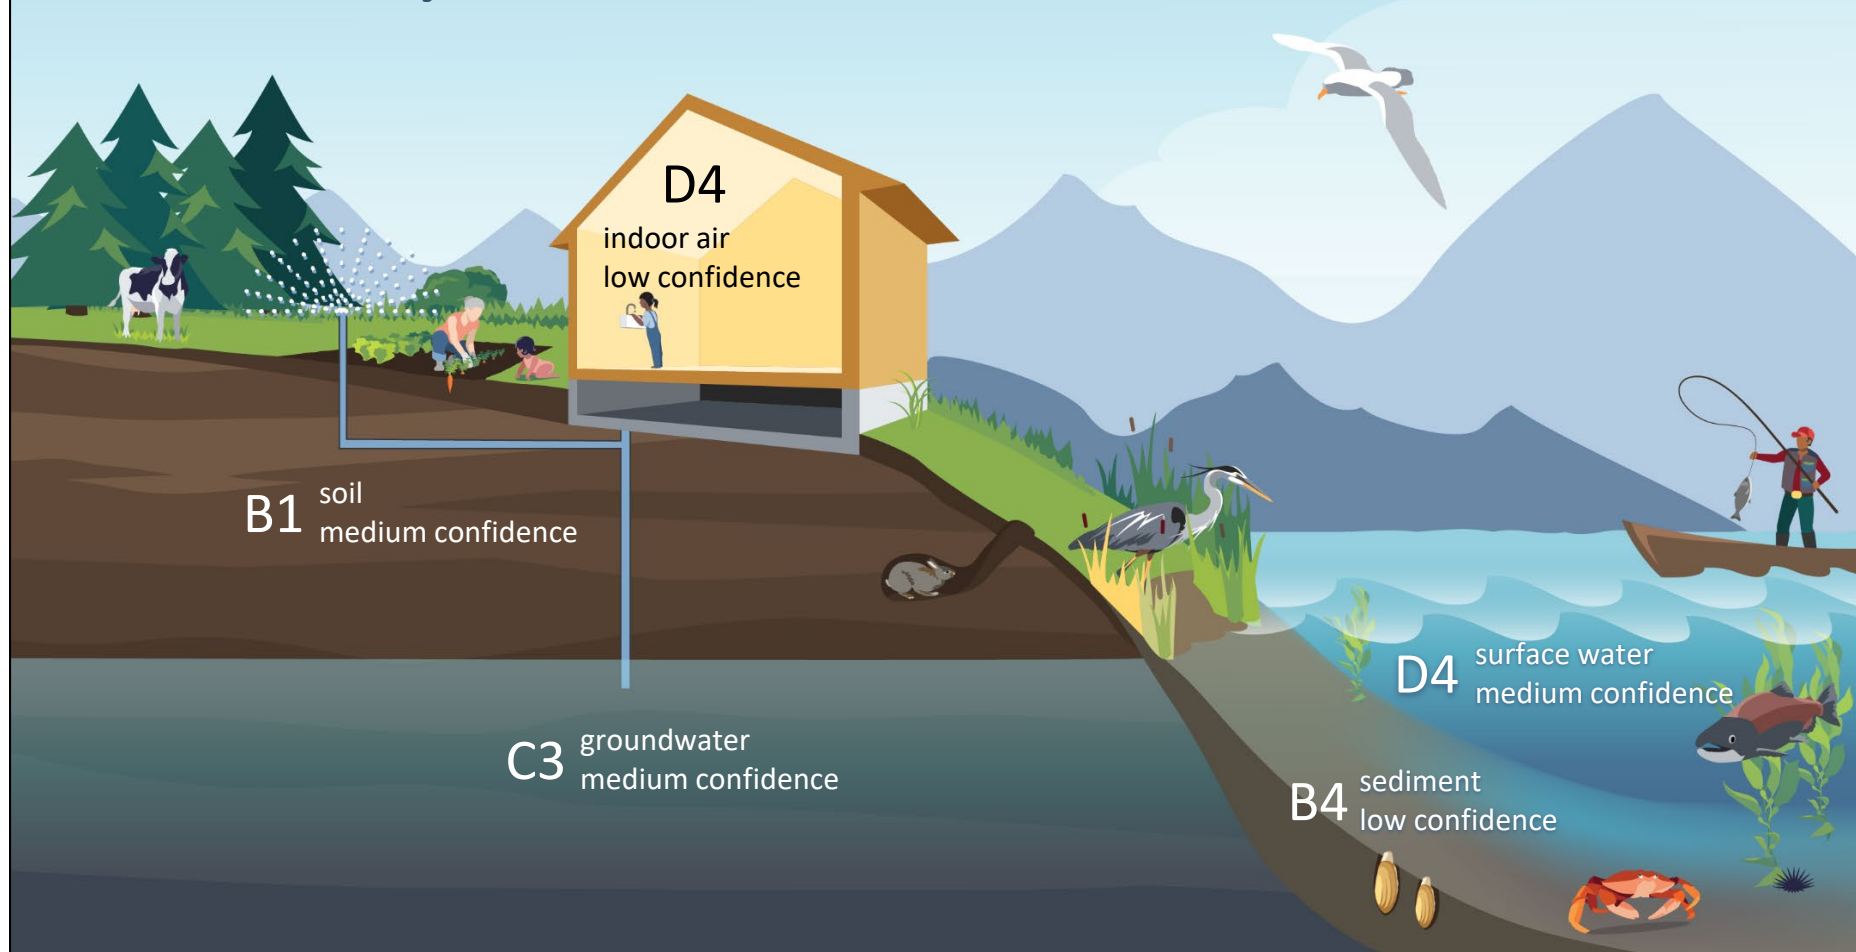 D4
indoor air
low confidence
B1
soil
medium confidence
D4
surface water
medium confidence
C3
groundwater
medium confidence
B4
sediment
low confidence